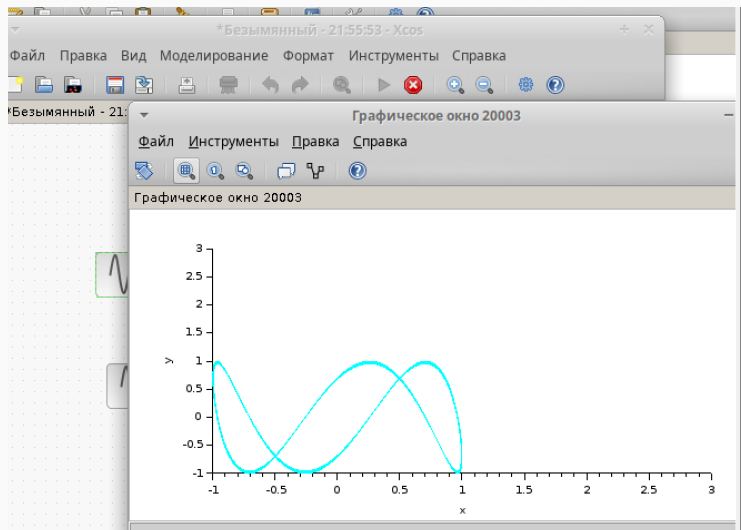 *Безымянный - 21:55:53 - Xcos
Файл Правка Вид Моделирование Формат Инструменты Справка
*Безымянный - 21:
Графическое окно 20003
Файл Инструменты Правка Справка
Графическое окно 20003
3
2.5
2
1.5
1
0.5
0
-0.5
-1
y
-1 -0.5 0 0.5 1 1.5 2 2.5 3
x